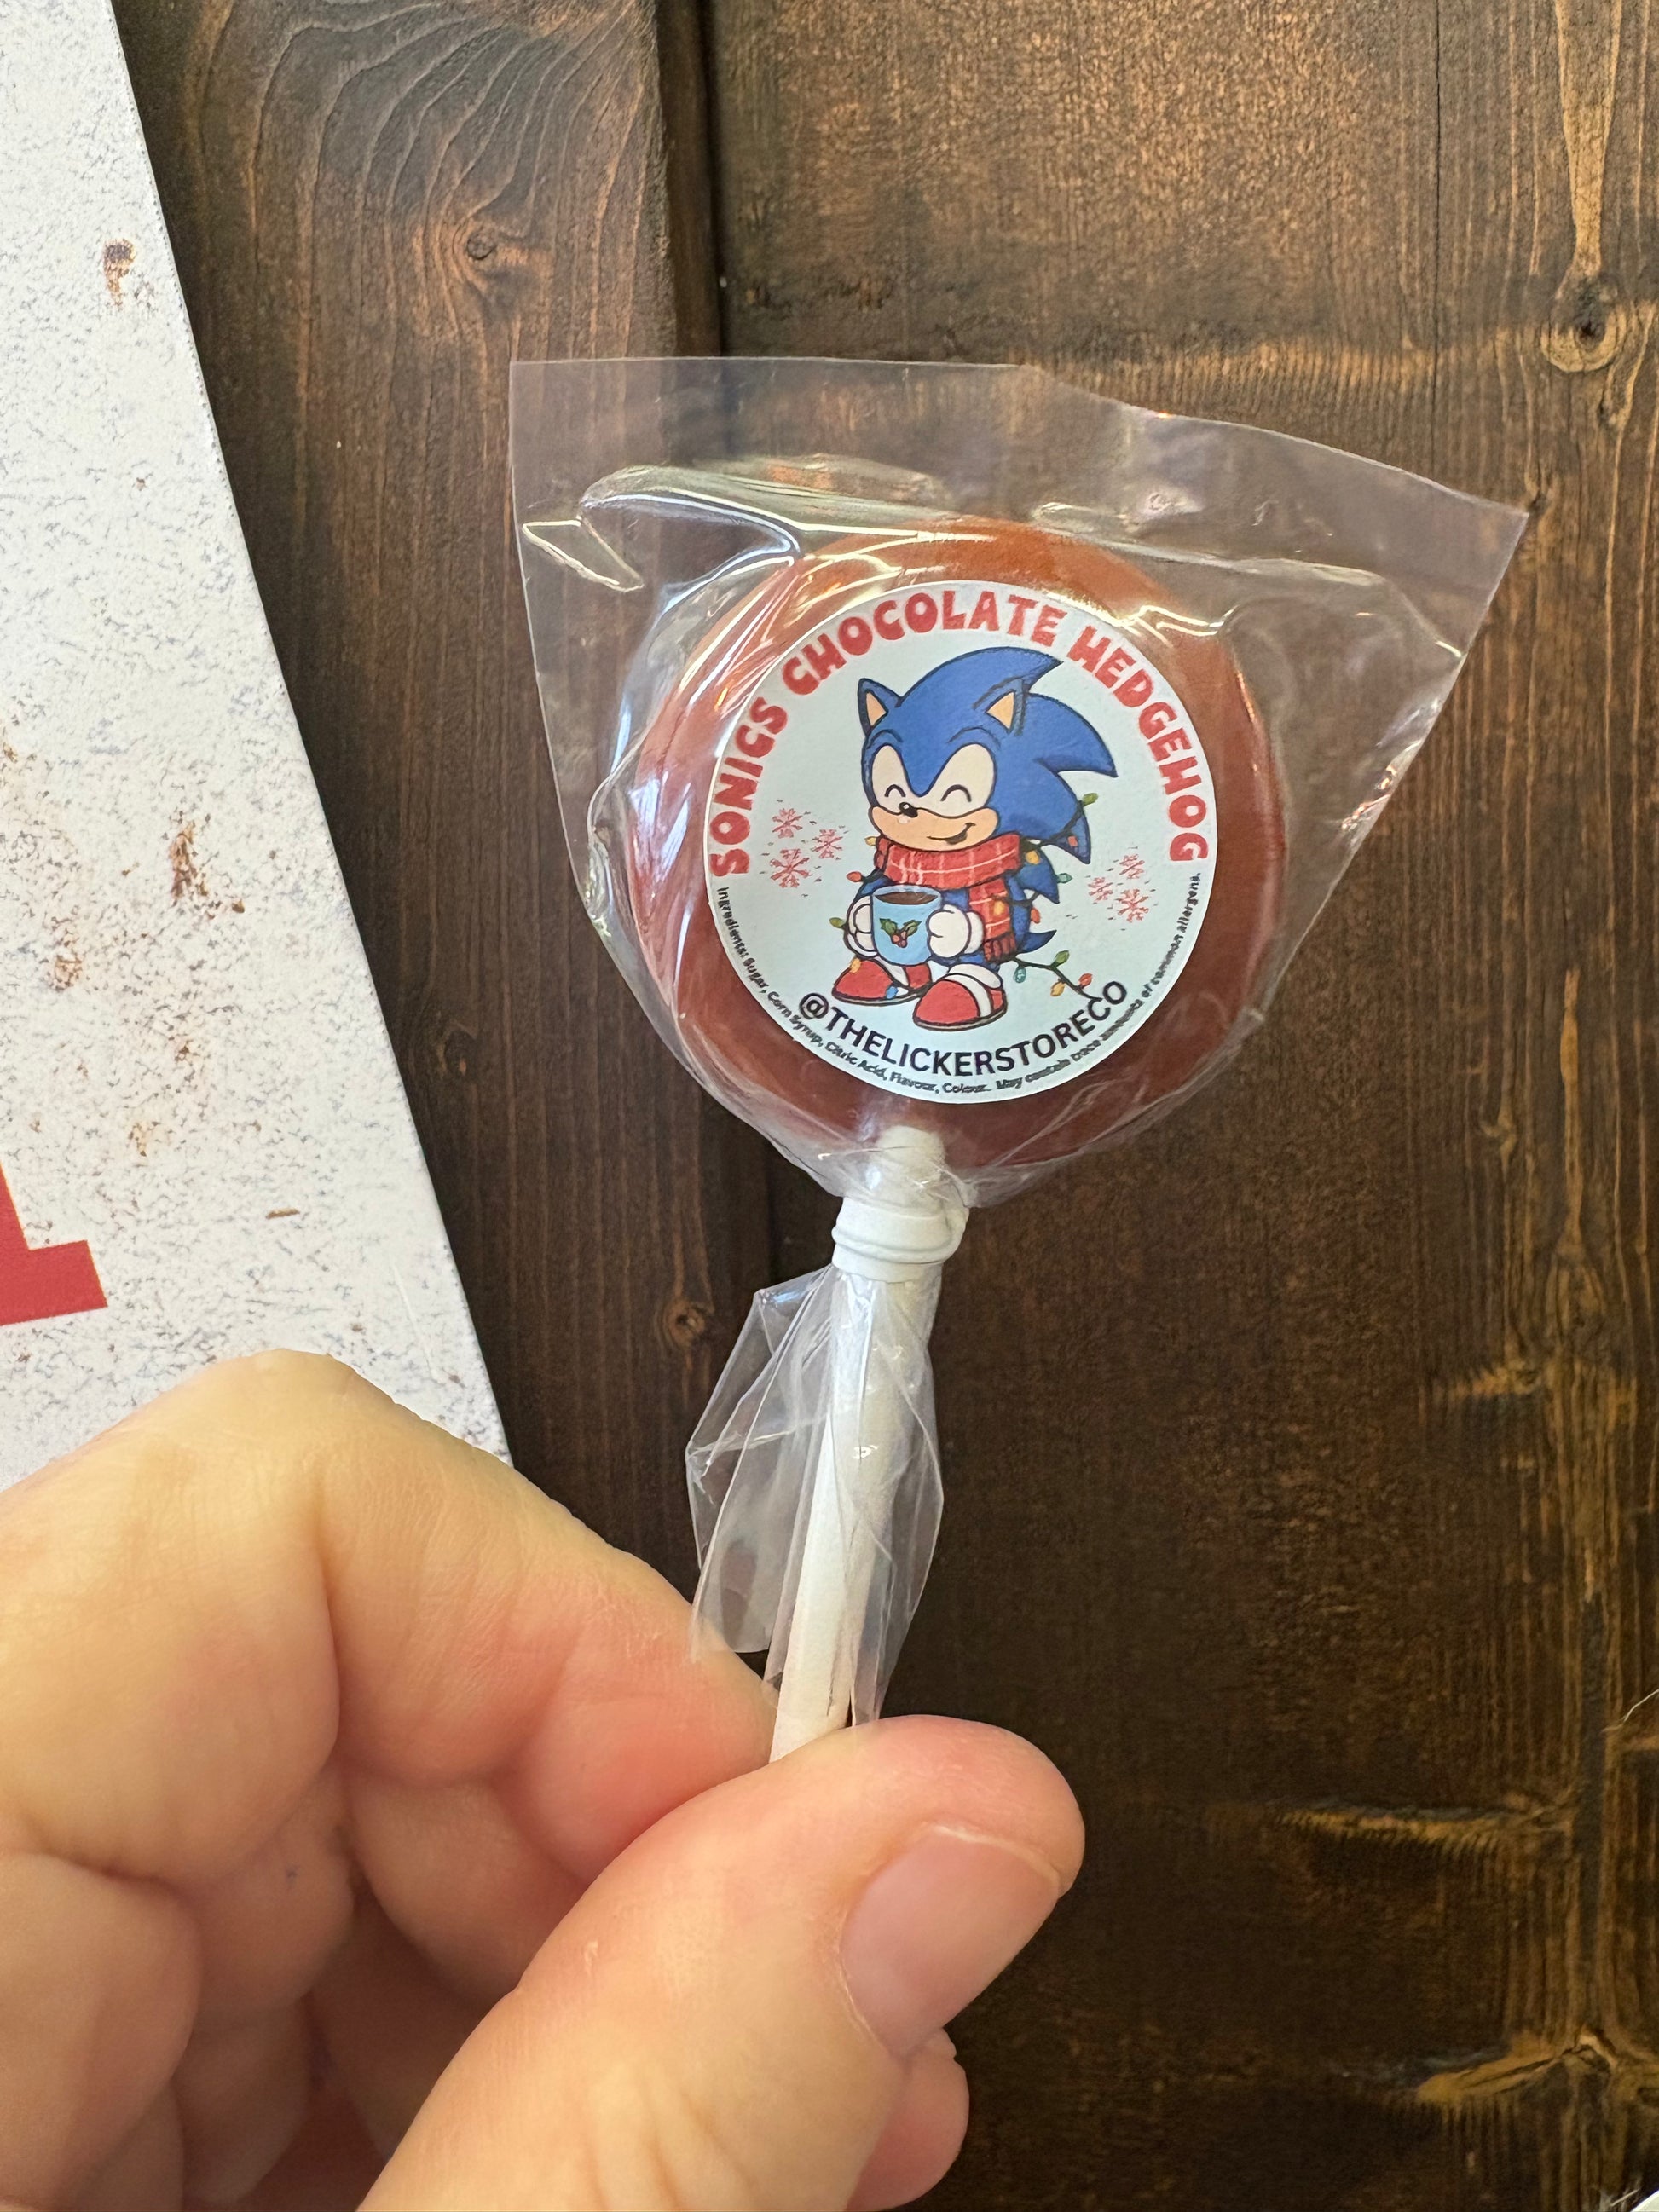 SONICS CHOCOLATE HEDGEHOG
@THELICKERSTORECO
Ingredients: Sugar, Corn Syrup, Citric Acid, Flavour, Colour. May contain trace amounts of common allergens.